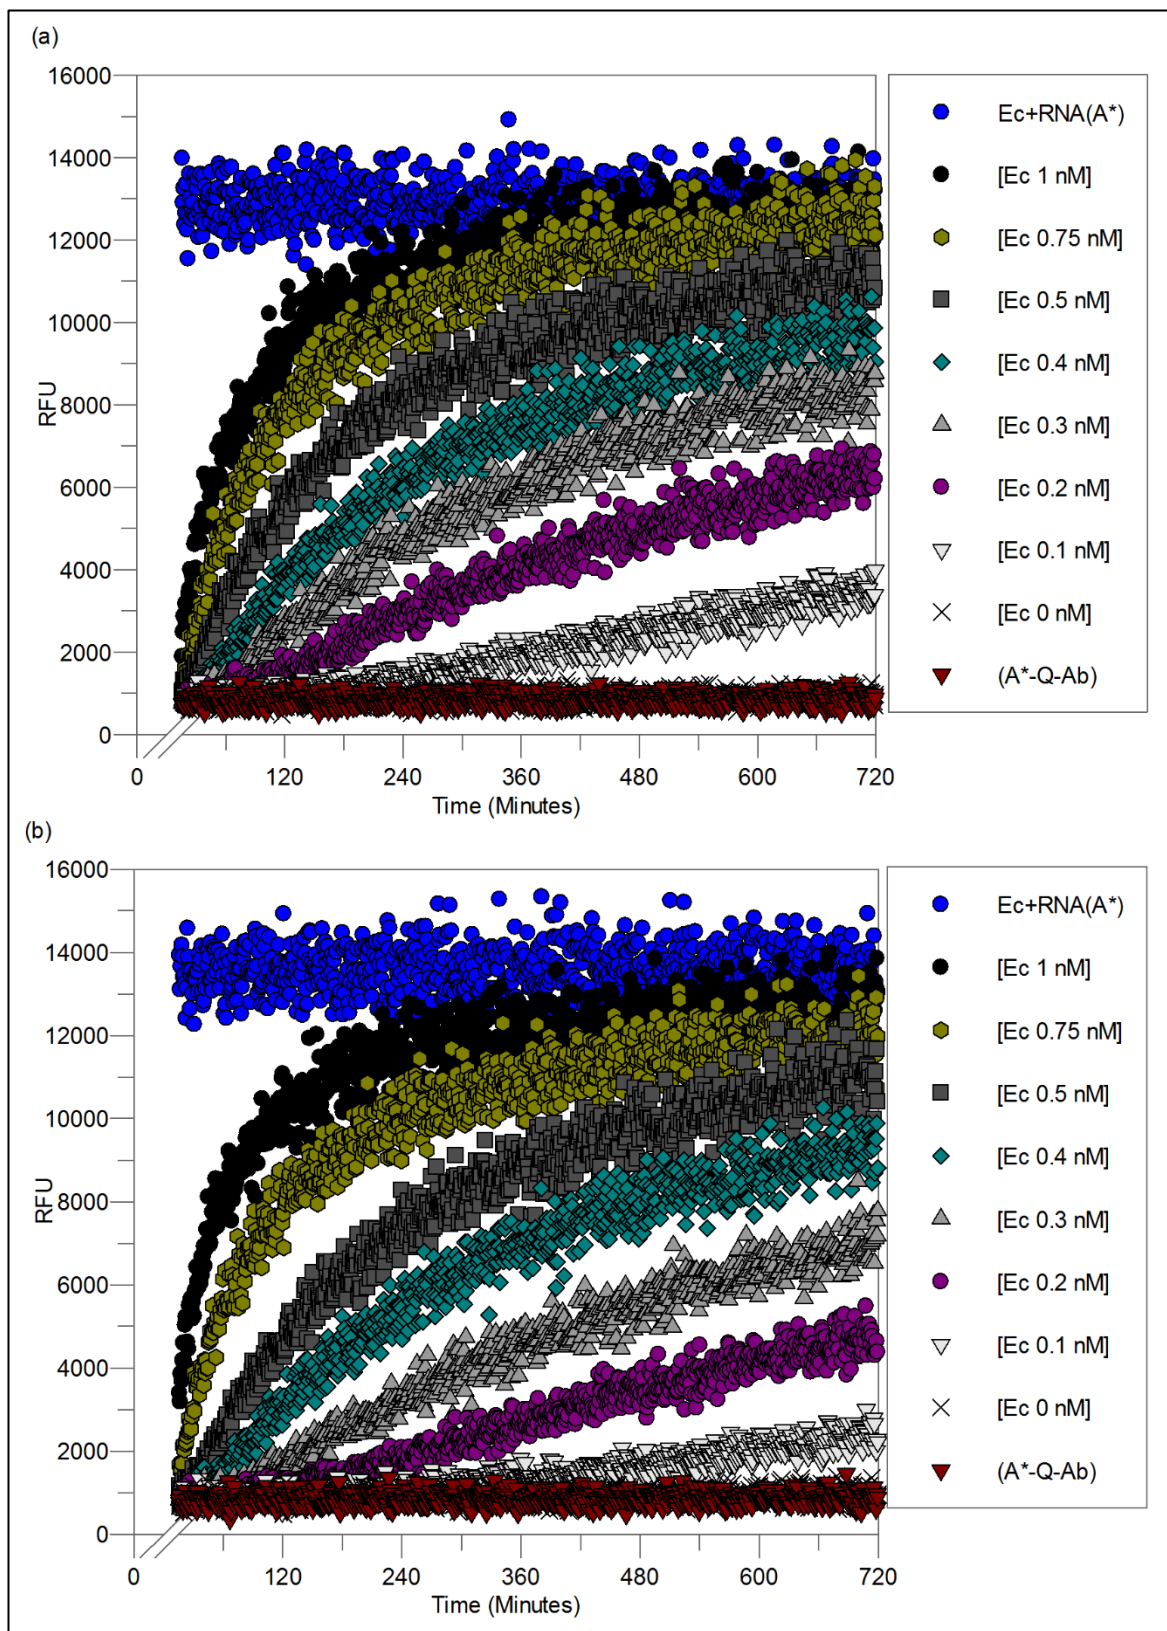 (a)
16000
14000
12000
10000
8000
6000
4000
2000
0
RFU
0 120 240 360 480 600 720
Time (Minutes)
Ec+RNA(A*)
[Ec 1 nM]
[Ec 0.75 nM]
[Ec 0.5 nM]
[Ec 0.4 nM]
[Ec 0.3 nM]
[Ec 0.2 nM]
[Ec 0.1 nM]
[Ec 0 nM]
(A*-Q-Ab)
(b)
16000
14000
12000
10000
8000
6000
4000
2000
0
RFU
0 120 240 360 480 600 720
Time (Minutes)
Ec+RNA(A*)
[Ec 1 nM]
[Ec 0.75 nM]
[Ec 0.5 nM]
[Ec 0.4 nM]
[Ec 0.3 nM]
[Ec 0.2 nM]
[Ec 0.1 nM]
[Ec 0 nM]
(A*-Q-Ab)